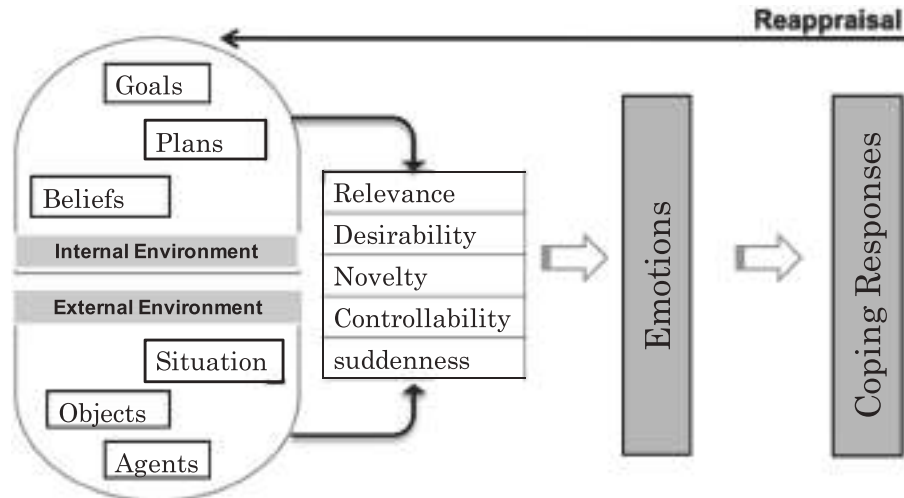 Reappraisal
Goals
Plans
Beliefs
Internal Environment
External Environment
Situation
Objects
Agents
Relevance
Desirability
Novelty
Controllability
suddenness
Emotions
Coping Responses